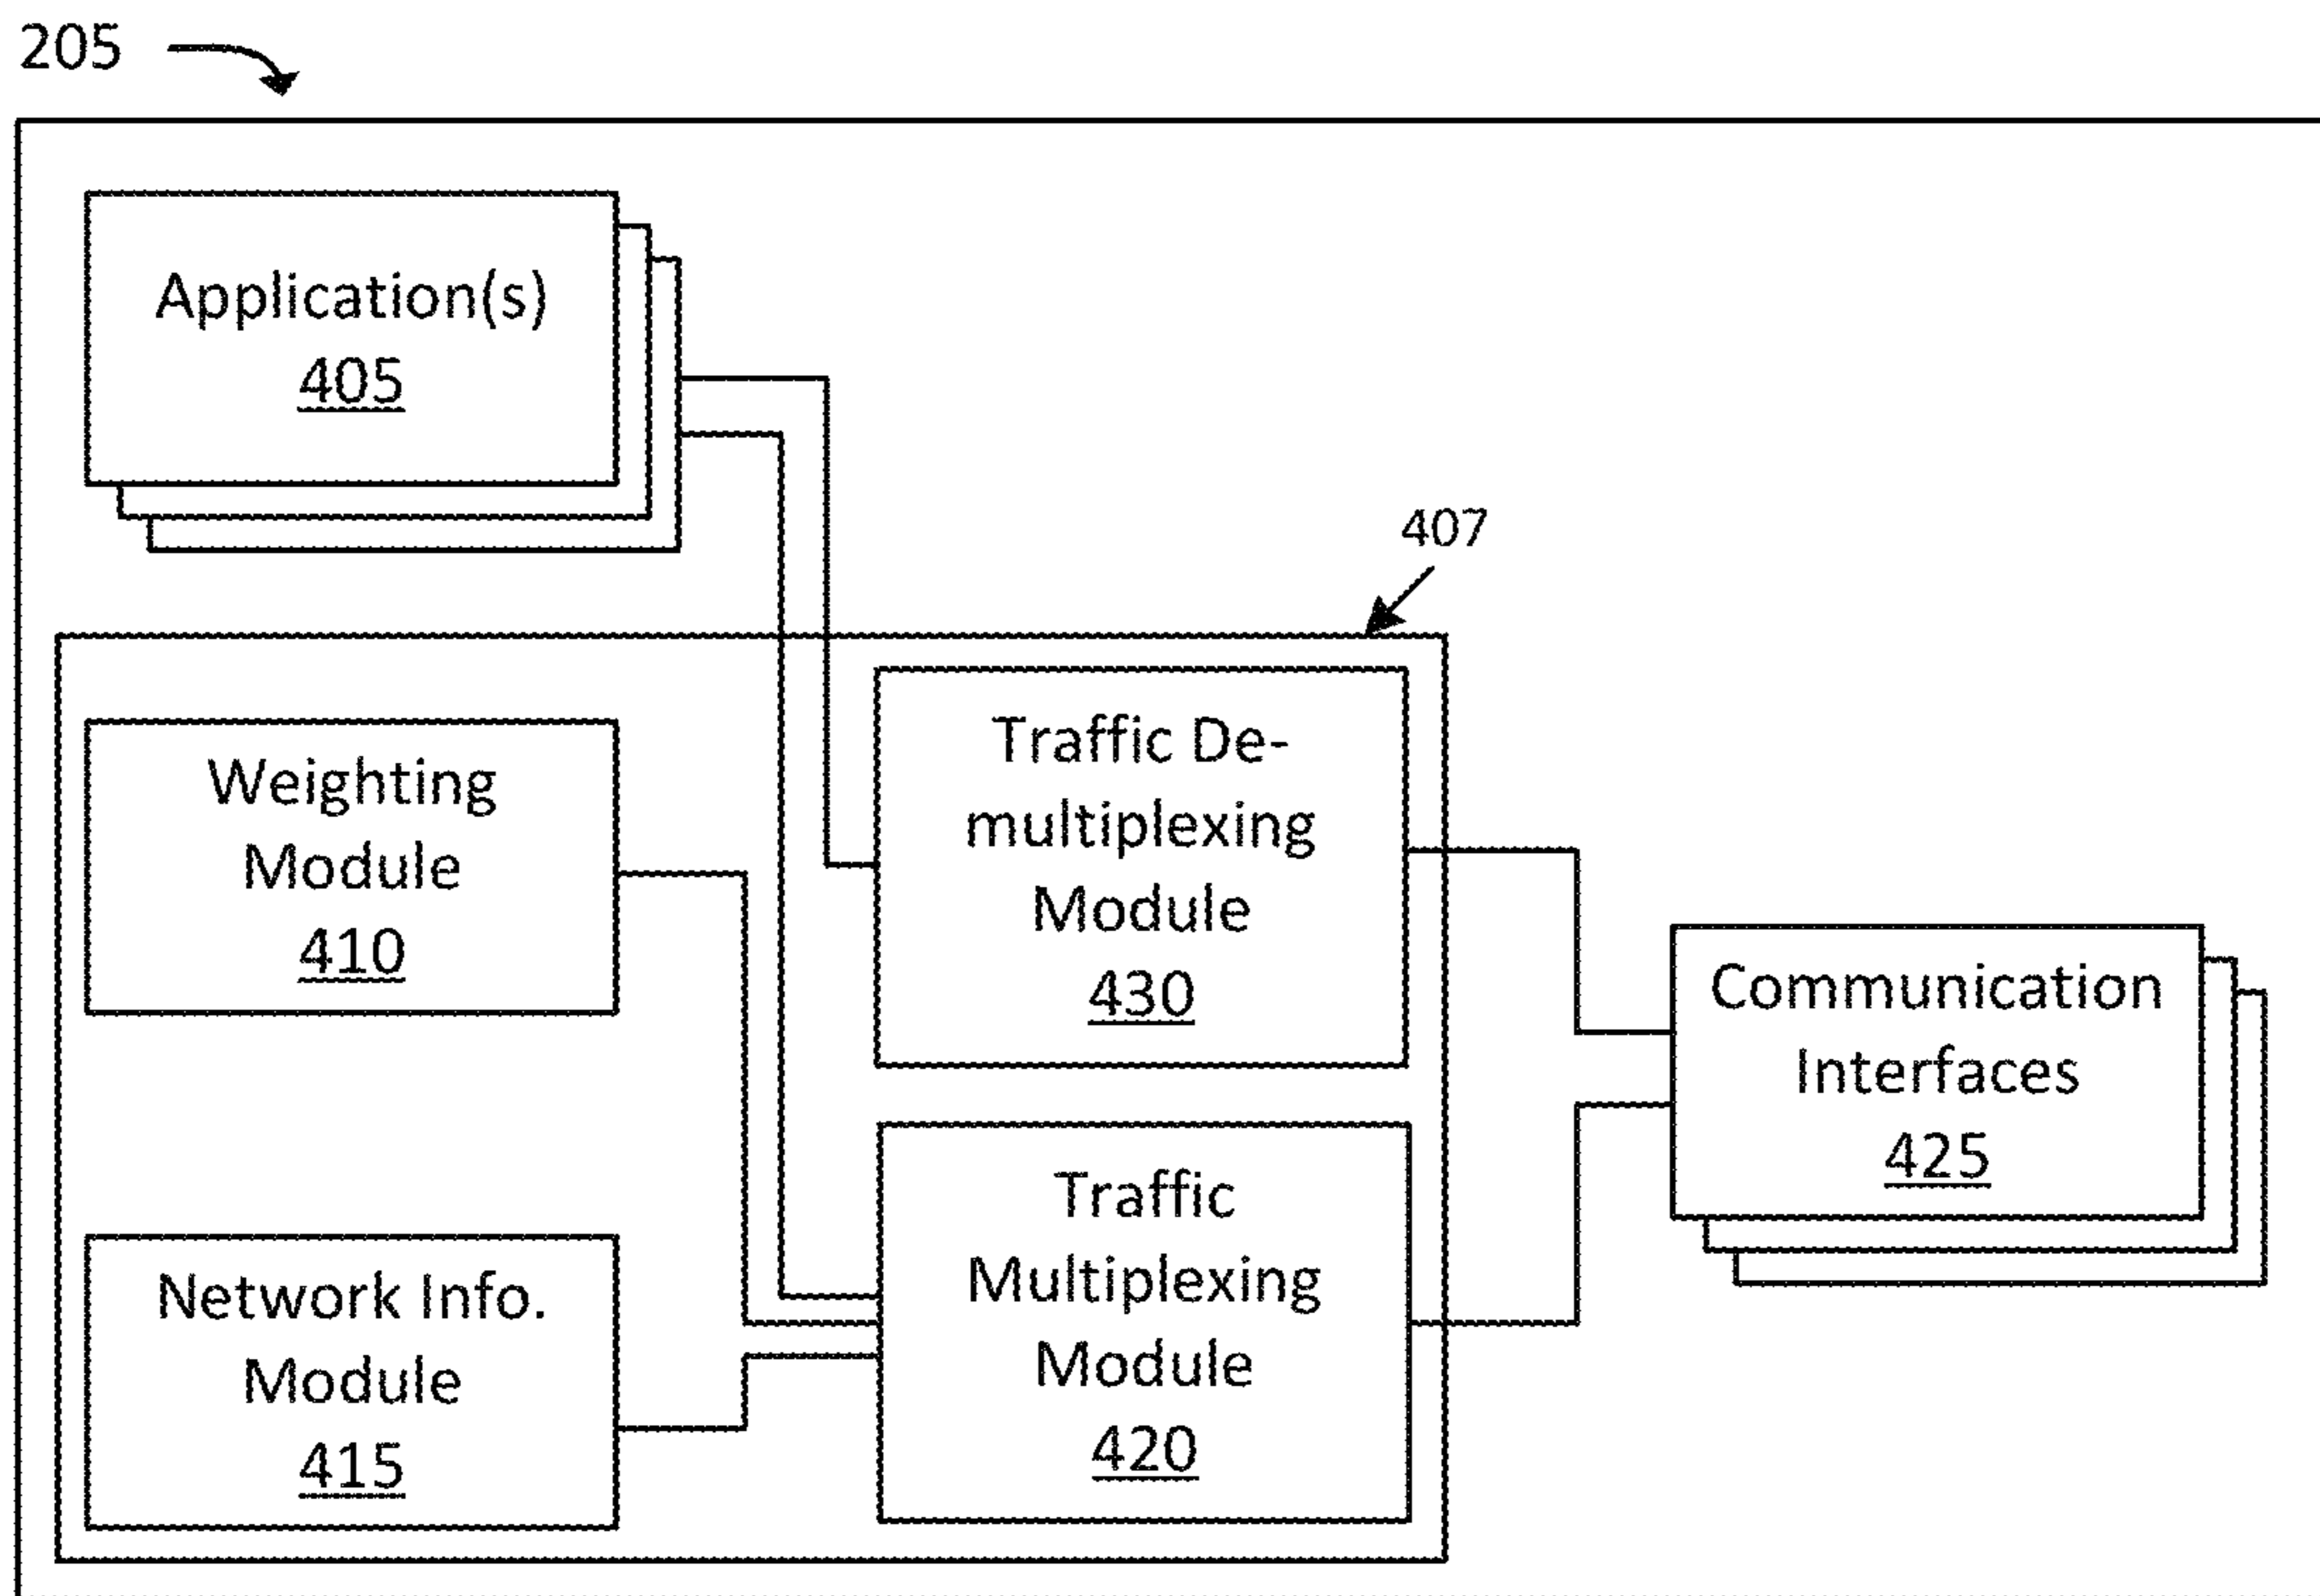 205
Application(s)
405
407
Weighting
Module
410
Traffic De-
multiplexing
Module
430
Communication
Interfaces
425
Network Info.
Module
415
Traffic
Multiplexing
Module
420